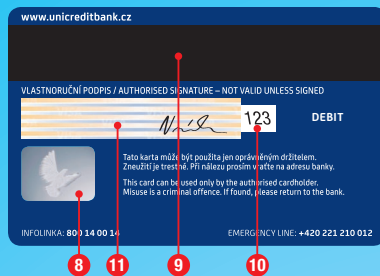 www.unicreditbank.cz
VLASTNORUČNÍ PODPIS / AUTHORISED SIGNATURE – NOT VALID UNLESS SIGNED
123
DEBIT
Tato karta může být použita jen oprávněným držitelem.
Zneužití je trestné. Při nálezu prosím vraťte na adresu banky.
This card can be used only by the authorised cardholder.
Misuse is a criminal offence. If found, please return to the bank.
INFOLINKA: 800 14 00 14 EMERGENCY LINE: +420 221 210 012
8 11 9 10